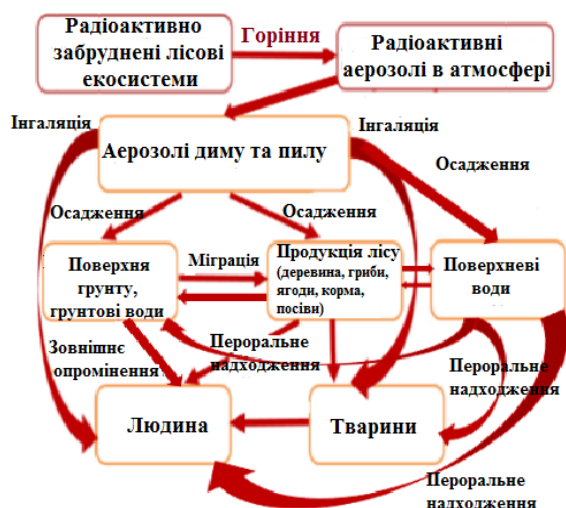 Радіоактивно
забруднені лісові
екосистеми
Горіння
Радіоактивні
аерозолі в атмосфері
Інгаляція
Аерозолі диму та пилу
Інгаляція
Осадження
Осадження
Осадження
Поверхня
грунту,
грунтові води
Міграція
Продукція лісу
(деревина, гриби,
ягоди, корма,
посіви)
Поверхневі
води
Зовнішнє
опромінення
Пероральне
надходження
Пероральне
надходження
Людина
Тварини
Пероральне
надходження